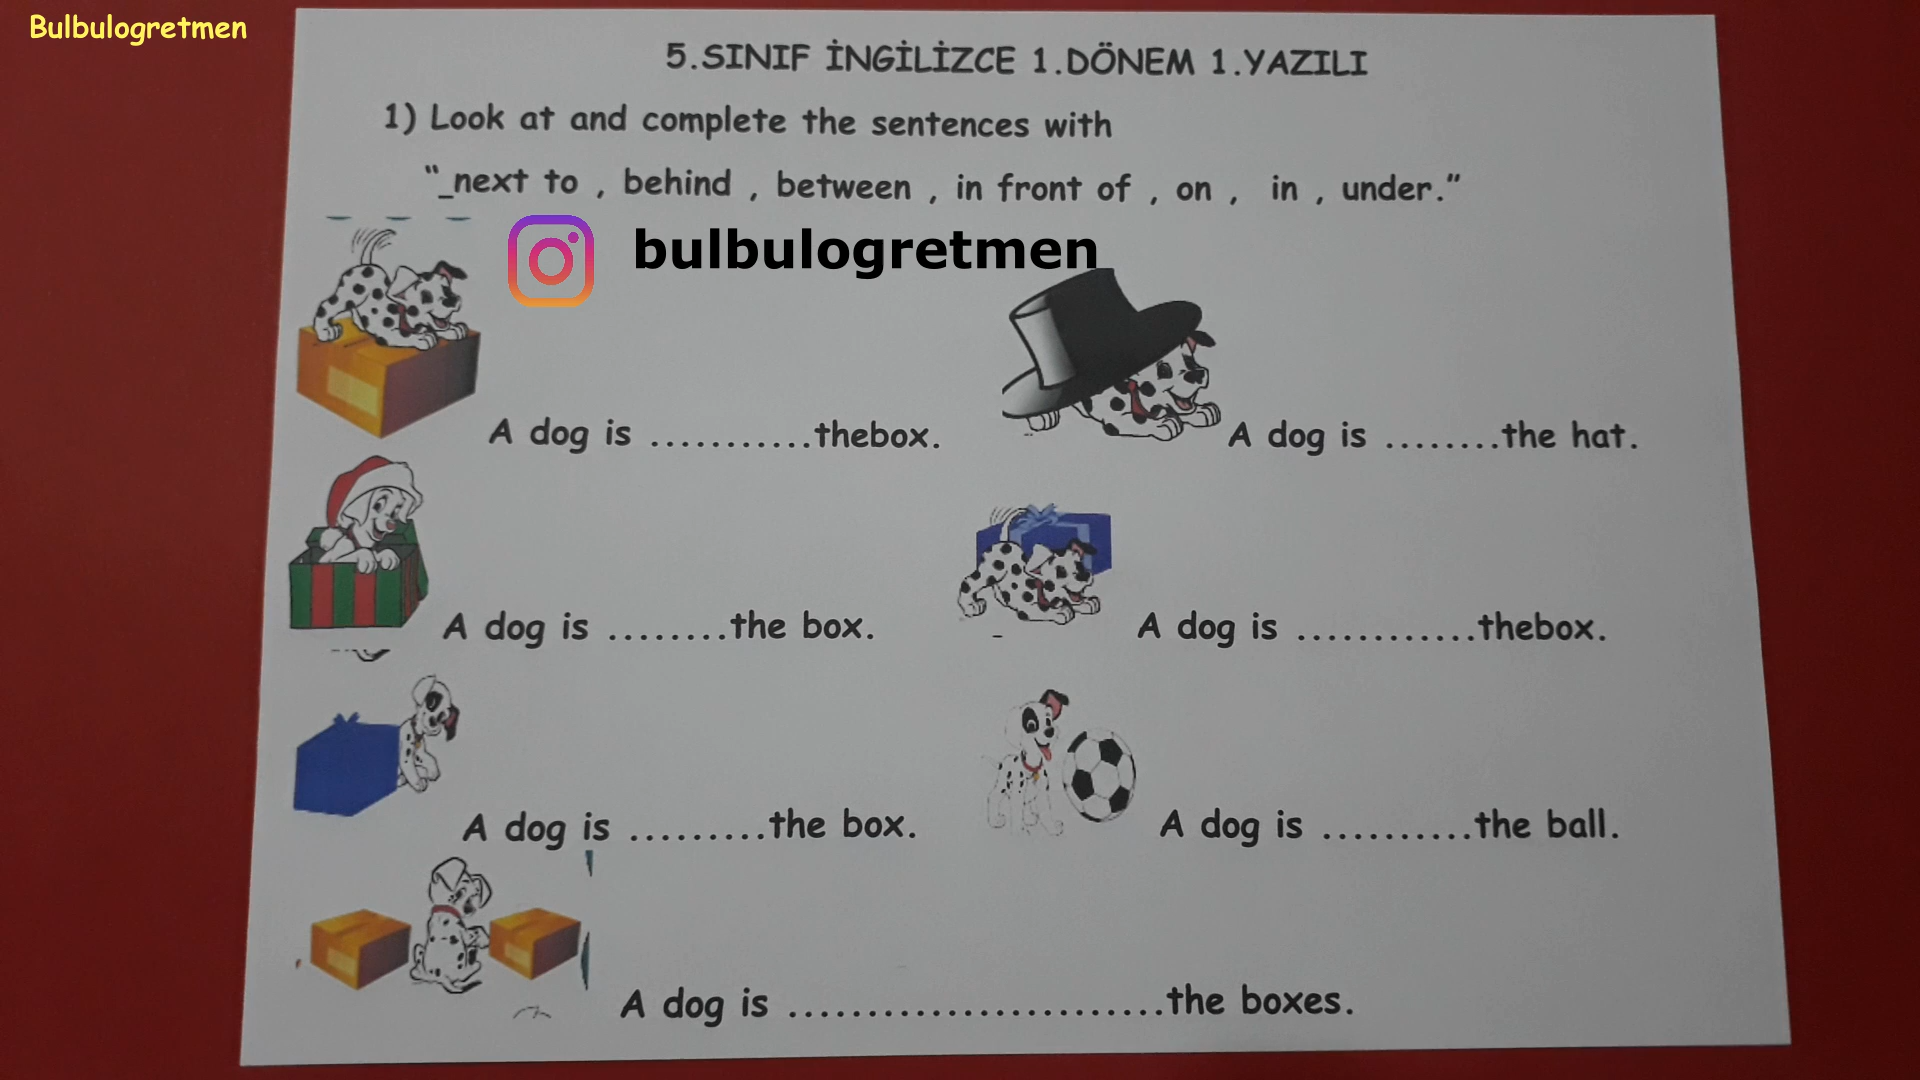 Bulbulogretmen
5.SINIF İNGİLİZCE 1.DÖNEM 1.YAZILI
1) Look at and complete the sentences with
“_next to , behind , between , in front of , on , in , under.”
bulbulogretmen
A dog is ...........thebox.
A dog is ........the hat.
A dog is ........the box.
A dog is ............thebox.
A dog is .........the box.
A dog is ..........the ball.
A dog is ........................the boxes.